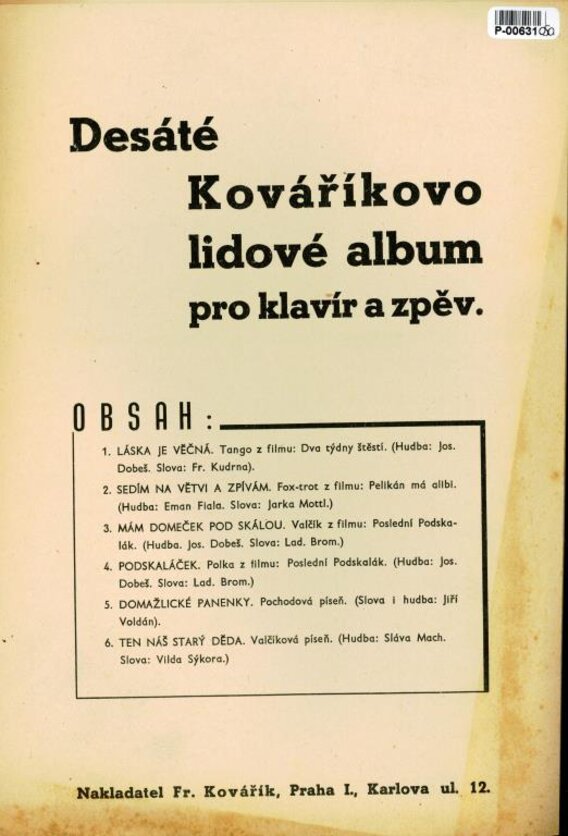 P-00631
Desáté
Kováříkovo
lidové album
pro klavír a zpěv.
OBSAH:
1. LÁSKA JE VĚČNÁ. Tango z filmu: Dva týdny štěstí. (Hudba: Jos.
Dobeš. Slova: Fr. Kudrna).
2. SEDÍM NA VĚTVI A ZPÍVÁM. Fox-trot z filmu: Pelikán má alibi.
(Hudba: Eman Fiala. Slova: Jarka Mottl.)
3. MÁM DOMEČEK POD SKÁLOU. Valčík z filmu: Poslední Podska-
lák. (Hudba. Jos. Dobeš. Slova: Lad. Brom.)
4. PODSKALÁČEK. Polka z filmu: Poslední Podskalák. (Hudba: Jos.
Dobeš. Slova: Lad. Brom.)
5. DOMAŽLICKÉ PANENKY. Pochodová píseň. (Slova i hudba: Jiří
Voldán).
6. TEN NÁŠ STARÝ DĚDA. Valčíková píseň. (Hudba: Sláva Mach.
Slova: Vilda Sýkora.)
Nakladatel Fr. Kovářík, Praha I., Karlova ul. 12.